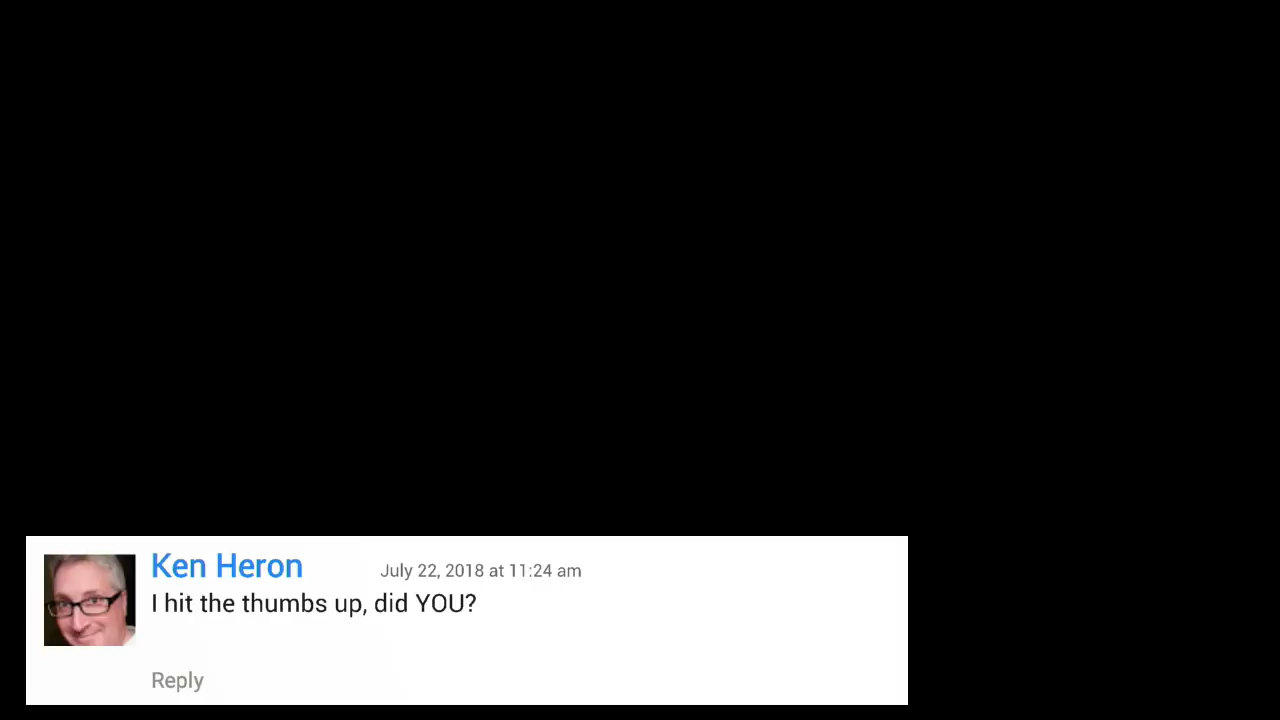 Ken Heron July 22, 2018 at 11:24 am
I hit the thumbs up, did YOU?
Reply